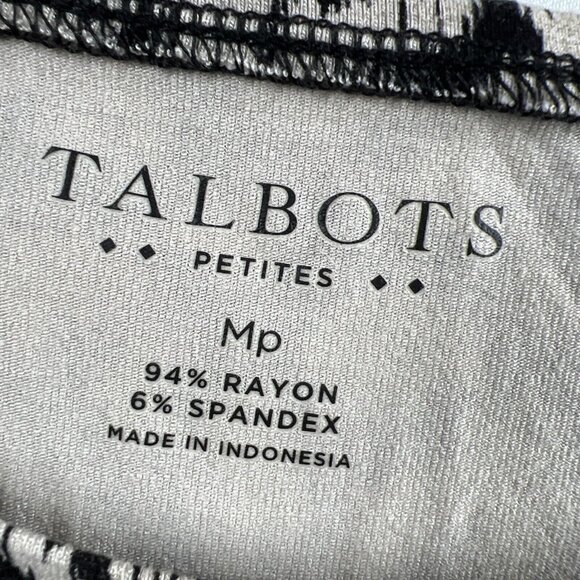 TALBOTS
PETITES
Mp
94% RAYON
6% SPANDEX
MADE IN INDONESIA